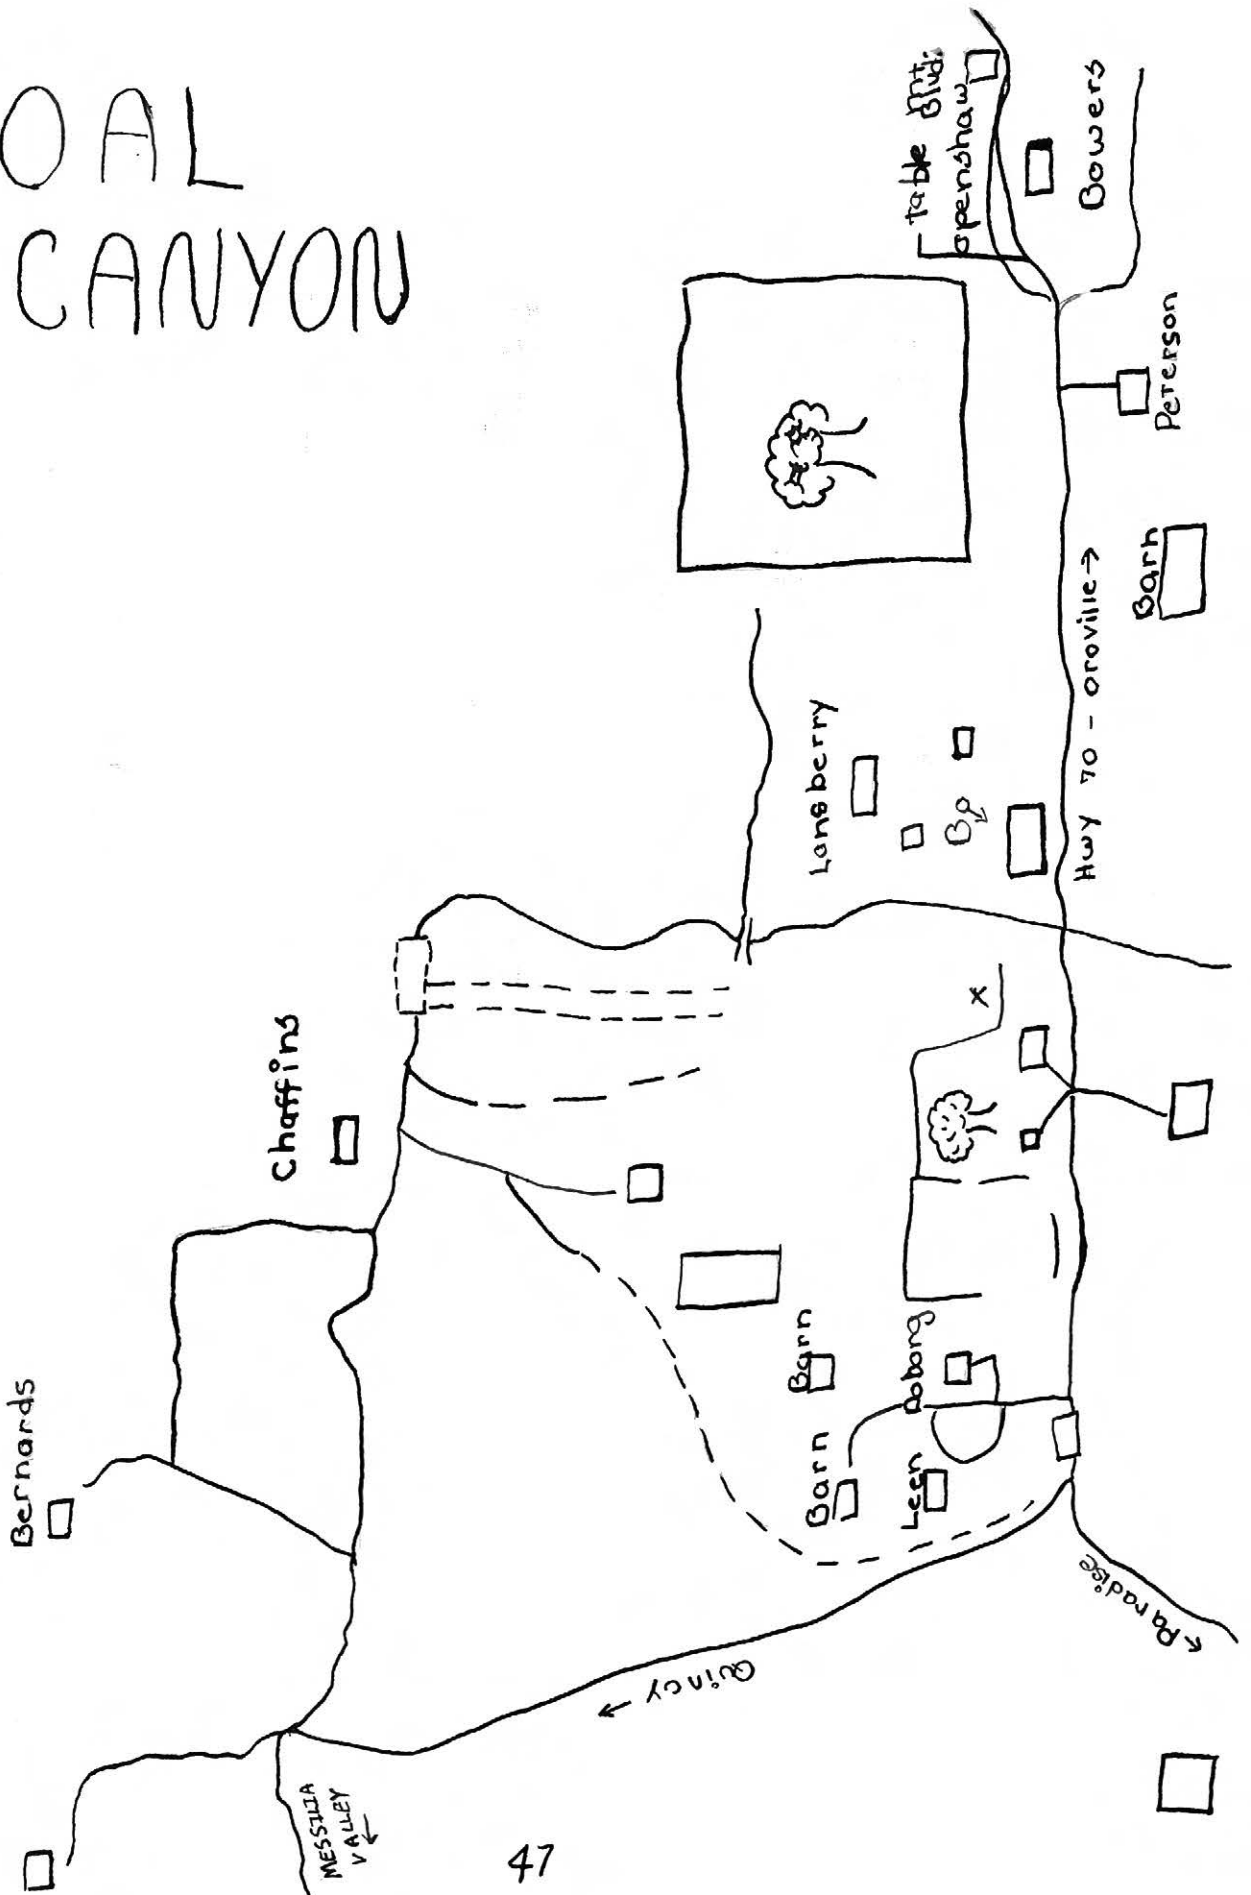 OAL
CANYON
Table Mt. Blvd.
openshaw
Bowers
Peterson
Barn
Hwy 70 - Oroville →
Lansberry
Chaffins
x
Bernards
Barn
Barn
Leen
← Paradise
← Quincy
MESSILIA
VALLEY
←
47